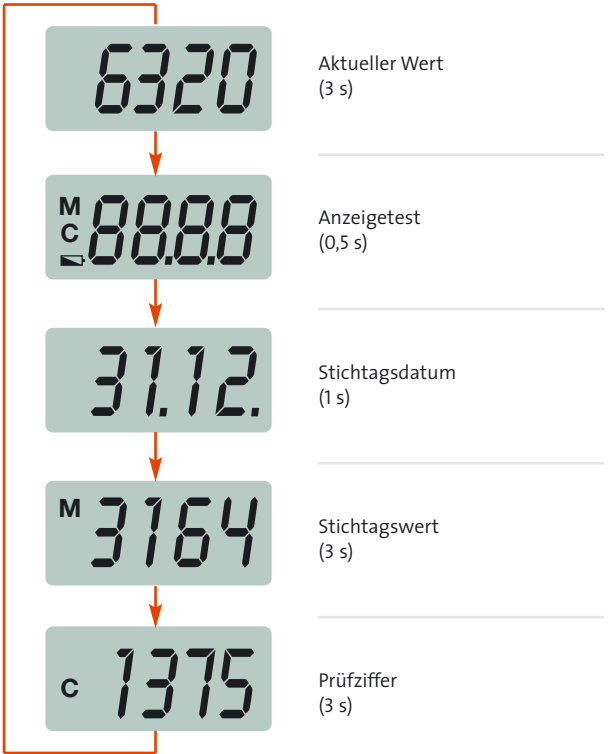 6320
Aktueller Wert
(3 s)
M
C
88.8.8
Anzeigetest
(0,5 s)
31.12.
Stichtagsdatum
(1 s)
M
3164
Stichtagswert
(3 s)
C
1375
Prüfziffer
(3 s)